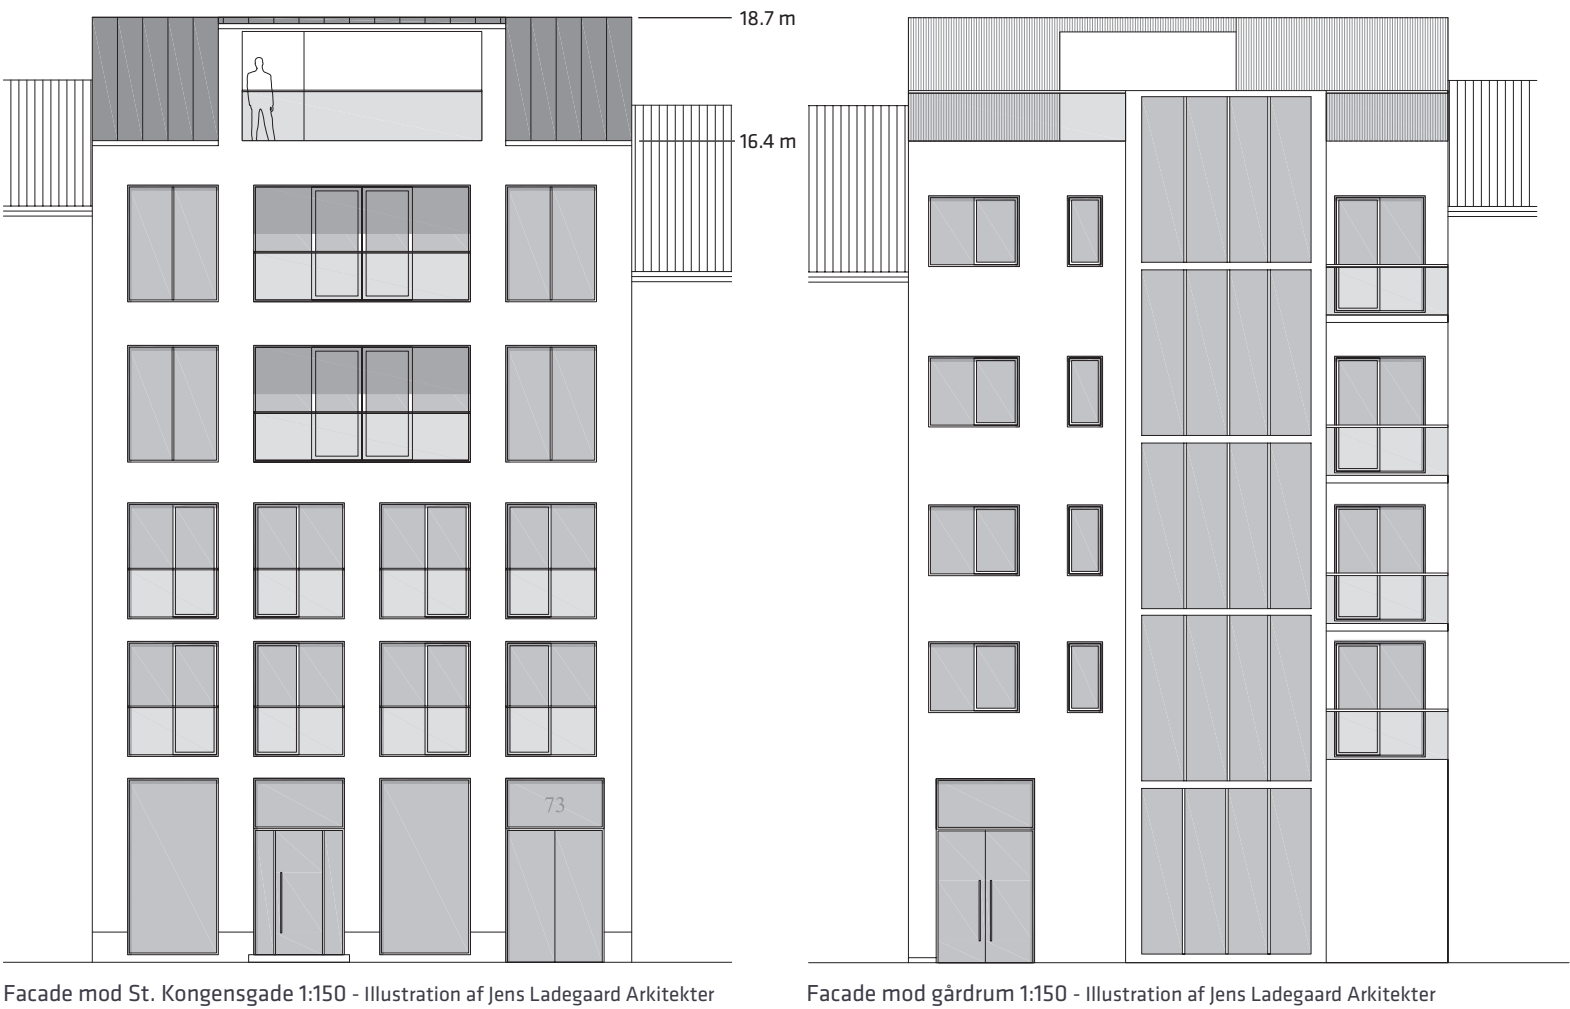 18.7 m
16.4 m
73
Facade mod St. Kongensgade 1:150 - Illustration af Jens Ladegaard Arkitekter
Facade mod gårdrum 1:150 - Illustration af Jens Ladegaard Arkitekter